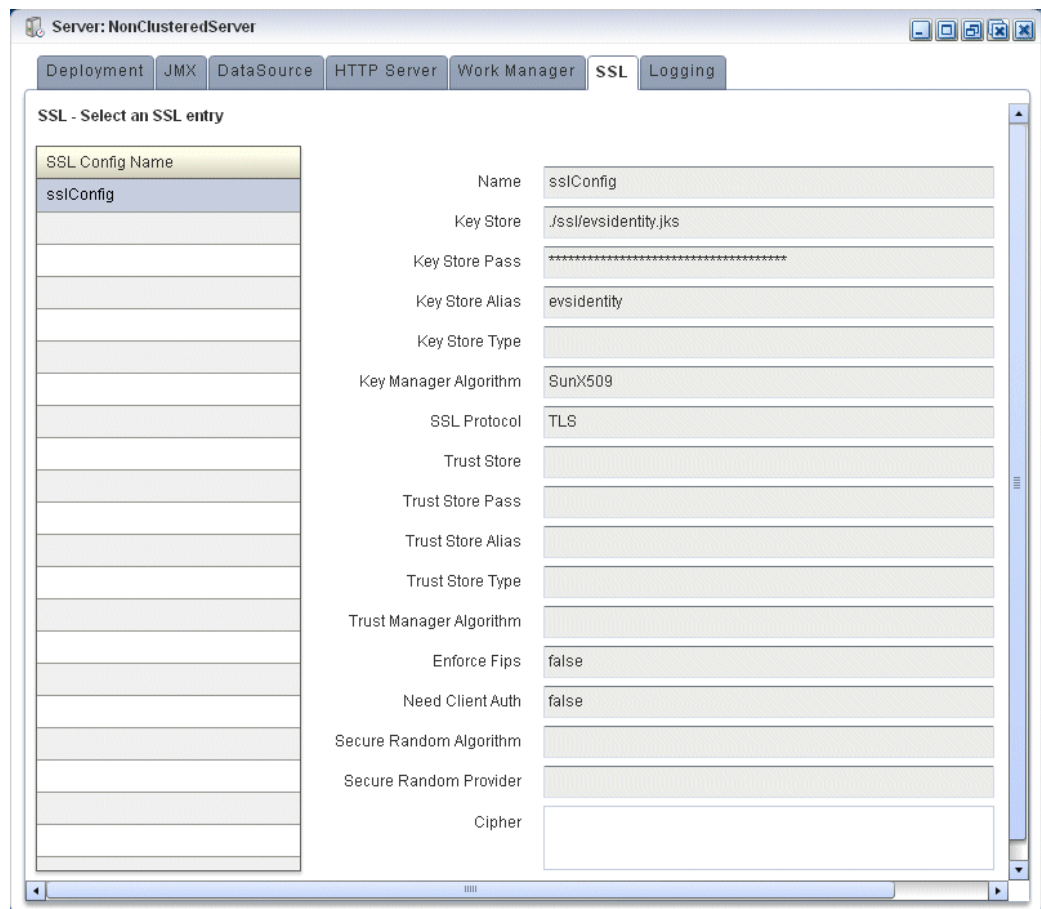 Server: NonClusteredServer
Deployment JMX DataSource HTTP Server Work Manager SSL Logging
SSL - Select an SSL entry
SSL Config Name
sslConfig
Name sslConfig
Key Store ./ssl/evsidentity.jks
Key Store Pass *************************************
Key Store Alias evsidentity
Key Store Type
Key Manager Algorithm SunX509
SSL Protocol TLS
Trust Store
Trust Store Pass
Trust Store Alias
Trust Store Type
Trust Manager Algorithm
Enforce Fips false
Need Client Auth false
Secure Random Algorithm
Secure Random Provider
Cipher